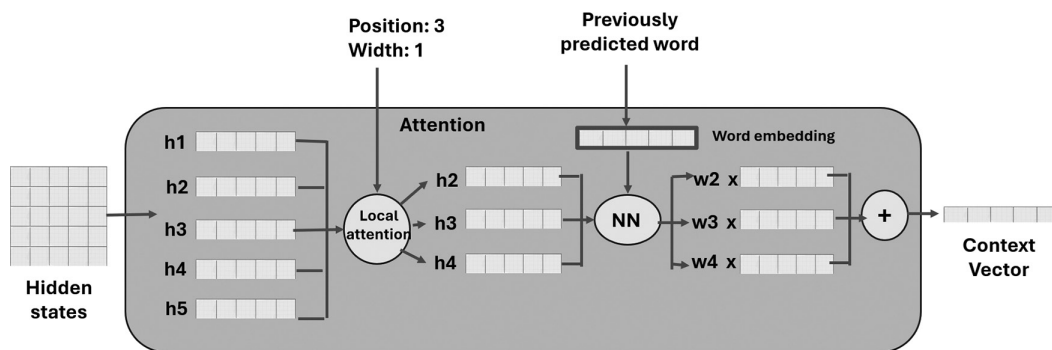 Position: 3
Width: 1
Previously
predicted word
Attention
Word embedding
h1
h2
h3
h4
h5
Local
attention
h2
h3
h4
NN
w2 x
w3 x
w4 x
+
Hidden
states
Context
Vector